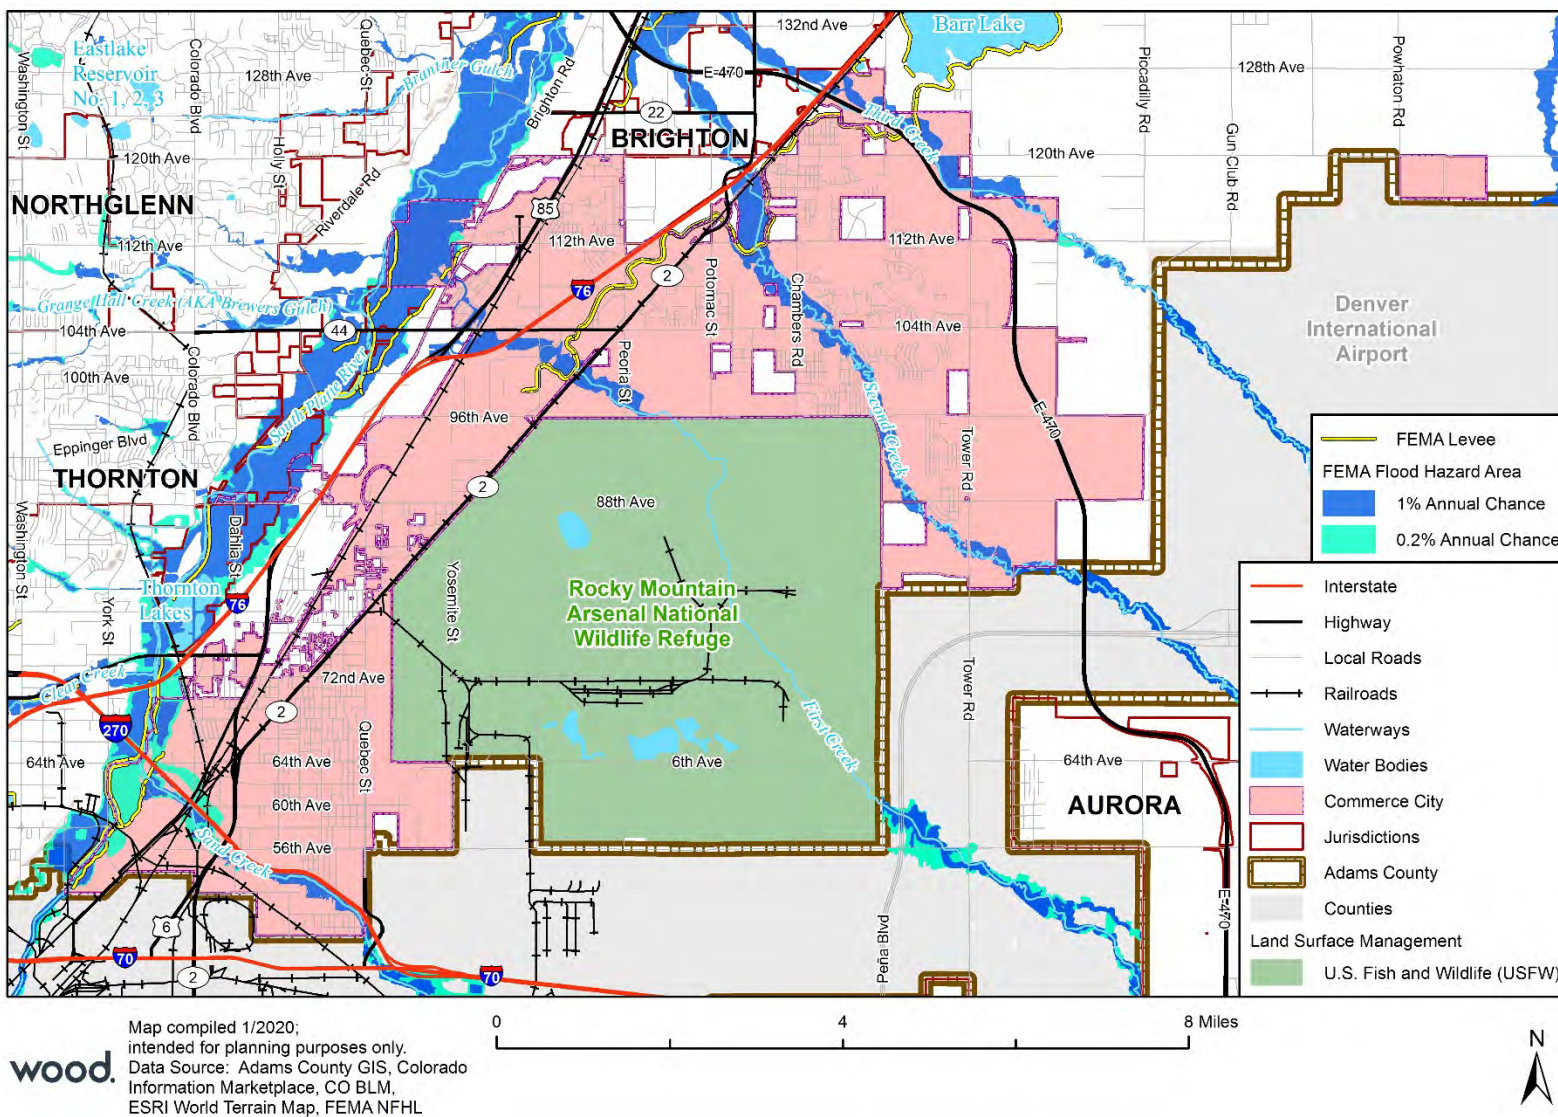 132nd Ave
Barr Lake
Eastlake
Reservoir
No. 1, 2, 3
Washington St
Colorado Blvd
Quebec St
128th Ave
Brantner Gulch
Brighton Rd
E-470
Piccadilly Rd
Powhaton Rd
128th Ave
22
BRIGHTON
Third Creek
120th Ave
Holly St
Riverdale Rd
120th Ave
Gun Club Rd
NORTHGLENN
85
112th Ave
112th Ave
112th Ave
2
76
Potomac St
Chambers Rd
Grange Hall Creek (AKA Brewers Gulch)
104th Ave
44
104th Ave
Denver
International
Airport
Colorado Blvd
100th Ave
South Platte River
Peoria St
Second Creek
E-470
96th Ave
Tower Rd
Eppinger Blvd
THORNTON
2
88th Ave
Washington St
Dahlia St
Thornton
Lakes
76
York St
Yosemite St
Rocky Mountain
Arsenal National
Wildlife Refuge
Clear Creek
72nd Ave
2
Quebec St
270
First Creek
Tower Rd
64th Ave
64th Ave
6th Ave
64th Ave
60th Ave
AURORA
Sand Creek
56th Ave
6
E-470
Peña Blvd
70
2
70
FEMA Levee
FEMA Flood Hazard Area
1% Annual Chance
0.2% Annual Chance
Interstate
Highway
Local Roads
Railroads
Waterways
Water Bodies
Commerce City
Jurisdictions
Adams County
Counties
Land Surface Management
U.S. Fish and Wildlife (USFW)
wood.
Map compiled 1/2020;
intended for planning purposes only.
Data Source: Adams County GIS, Colorado
Information Marketplace, CO BLM,
ESRI World Terrain Map, FEMA NFHL
0 4 8 Miles
N